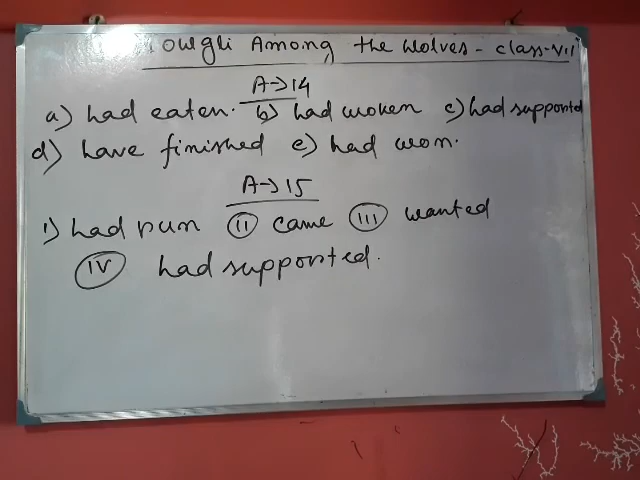 owgli Among the Wolves - class-VII
A→14
a) had eaten. b) had woken c) had supported
d) have finished e) had won.
A→15
i) had run (II) came (III) wanted
(IV) had supported.